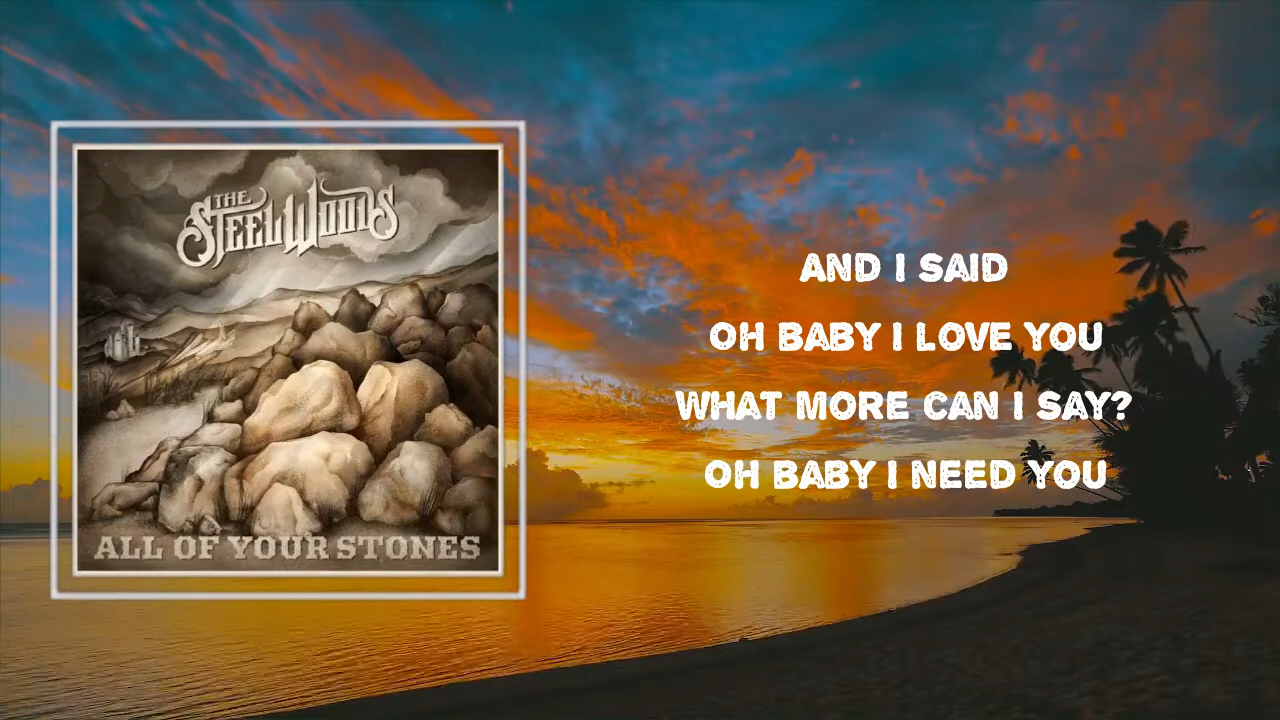 THE
STEEL WOODS
ALL OF YOUR STONES
AND I SAID
OH BABY I LOVE YOU
WHAT MORE CAN I SAY?
OH BABY I NEED YOU